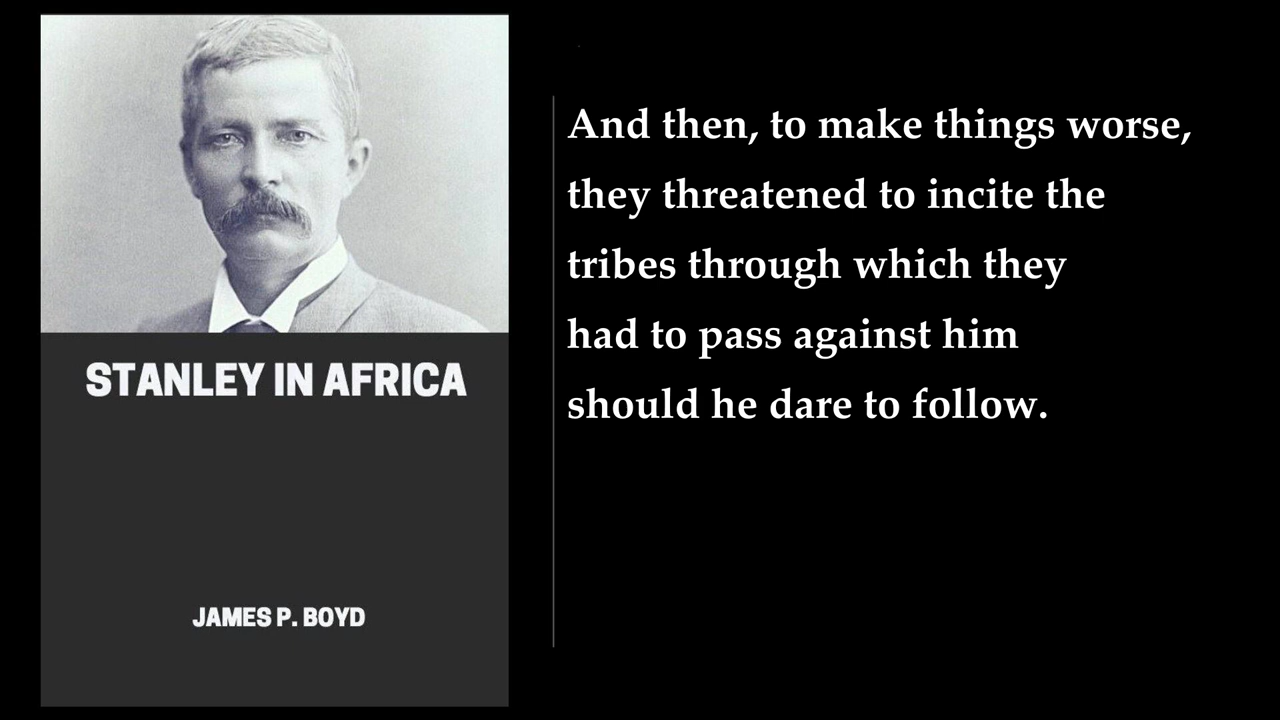 STANLEY IN AFRICA
JAMES P. BOYD
And then, to make things worse,
they threatened to incite the
tribes through which they
had to pass against him
should he dare to follow.